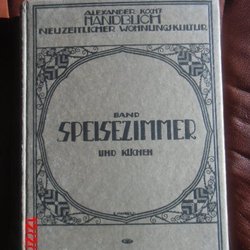 ALEXANDER KOCH
HANDBUCH
NEUZEITLICHER WOHNUNGSKULTUR
BAND
SPEISEZIMMER
UND KÜCHEN